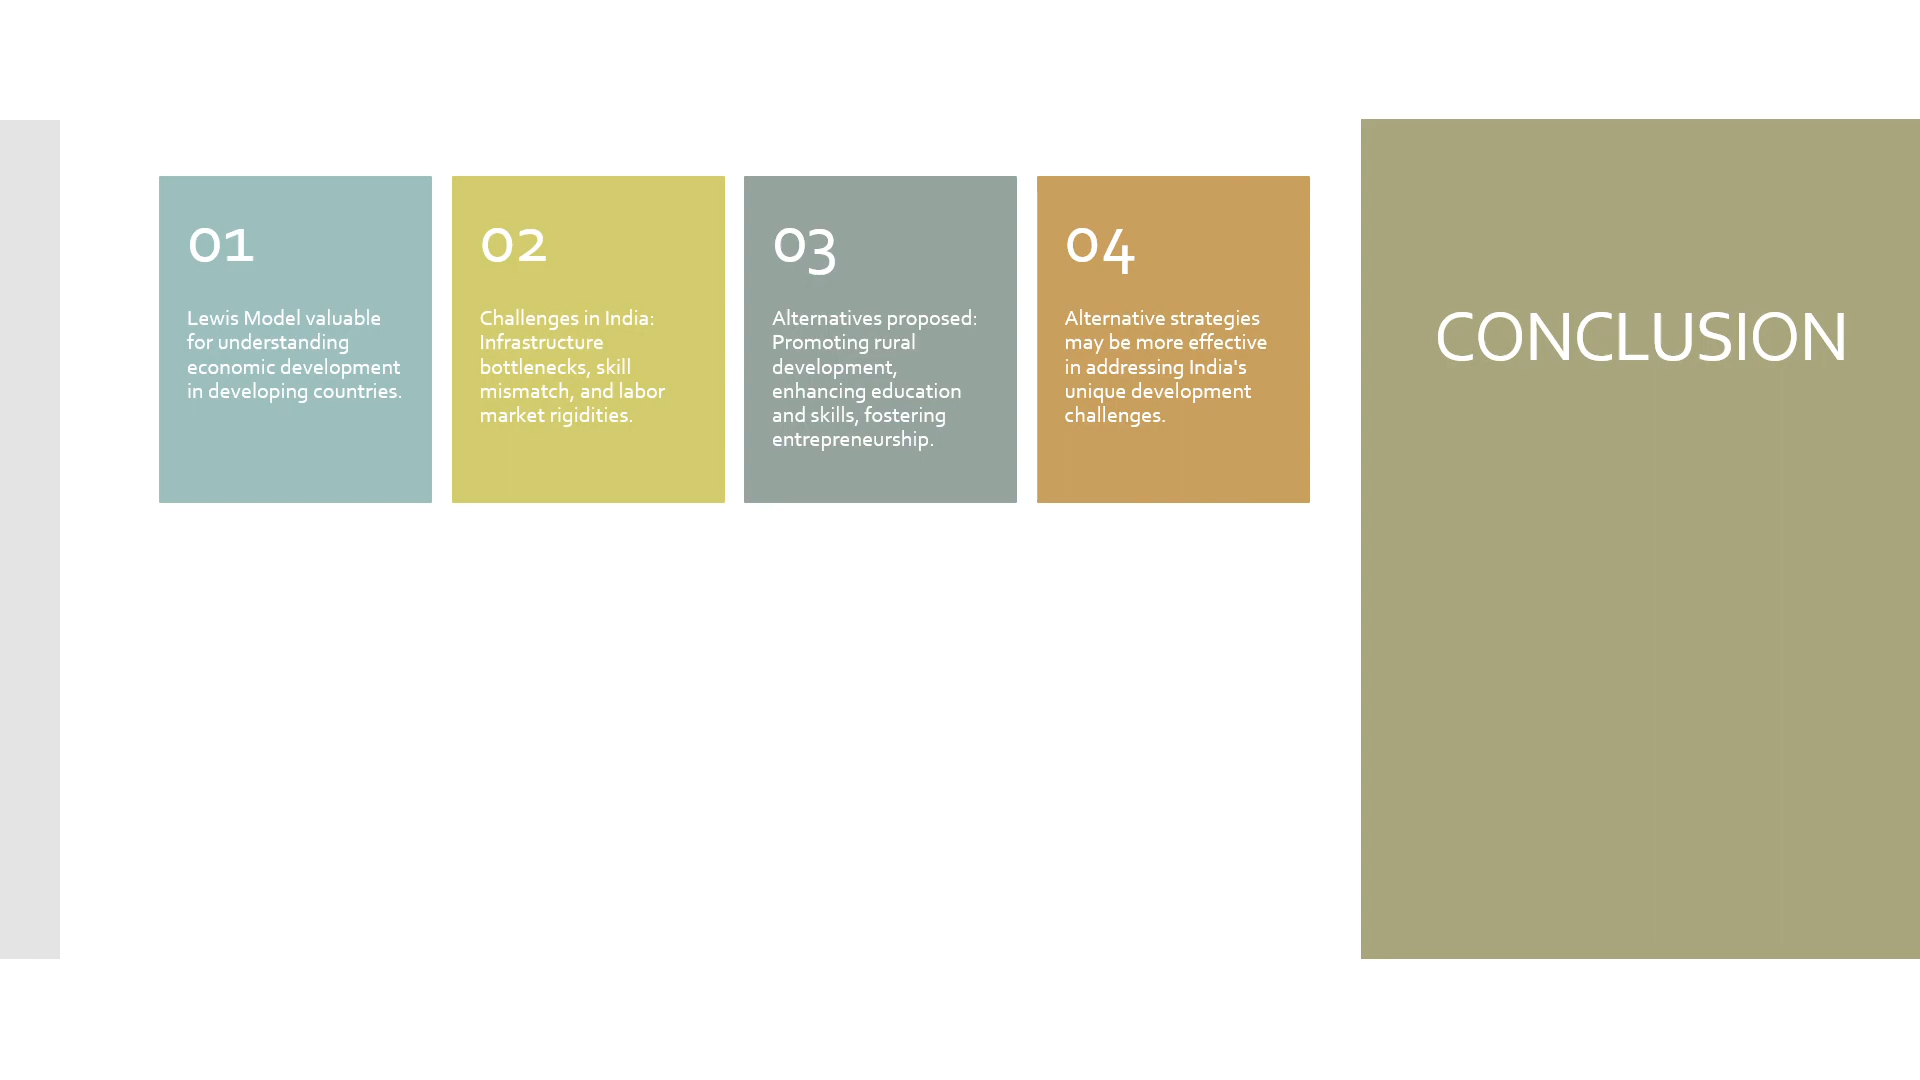 01
Lewis Model valuable
for understanding
economic development
in developing countries.
02
Challenges in India:
Infrastructure
bottlenecks, skill
mismatch, and labor
market rigidities.
03
Alternatives proposed:
Promoting rural
development,
enhancing education
and skills, fostering
entrepreneurship.
04
Alternative strategies
may be more effective
in addressing India's
unique development
challenges.
CONCLUSION